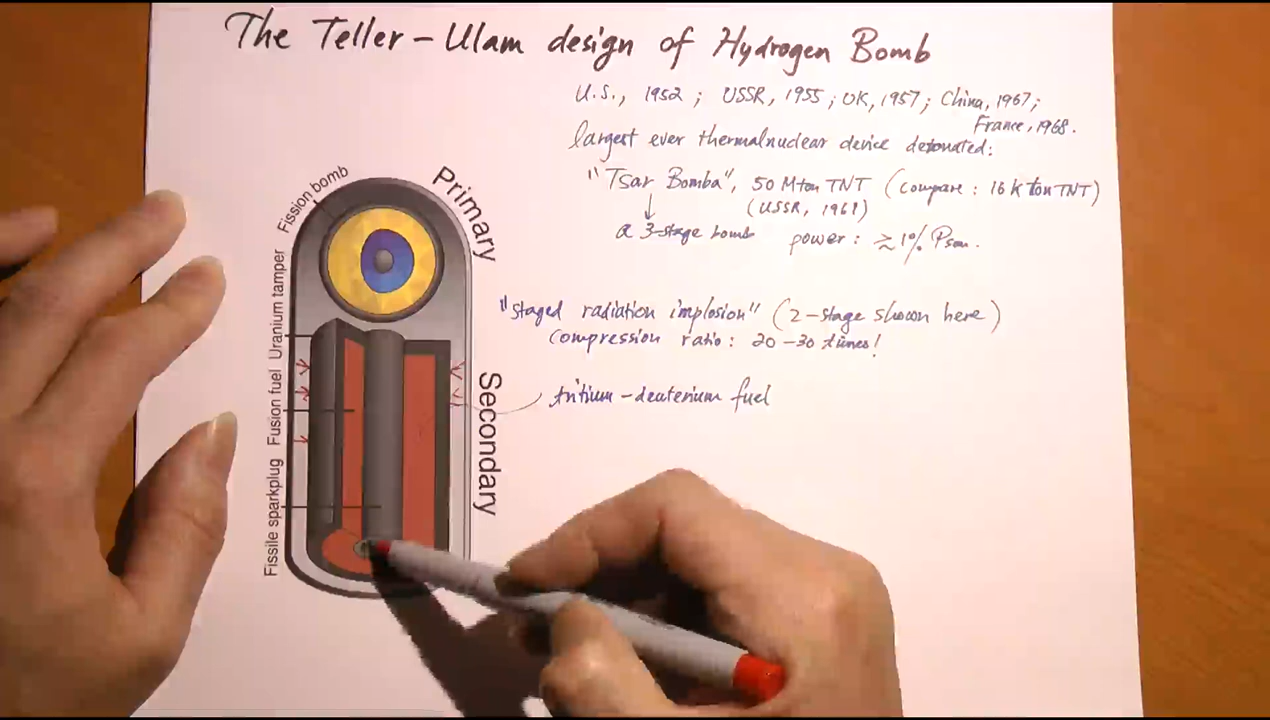 The Teller-Ulam design of Hydrogen Bomb
U.S., 1952 ; USSR, 1955 ; UK, 1957 ; China, 1967 ;
France, 1968.
largest ever thermalnuclear device detonated:
"Tsar Bomba", 50 Mton TNT (compare : 16 k ton TNT)
(USSR, 1961)
a 3-stage bomb power : ≳ 1% Psun.
Fission bomb
Primary
Uranium tamper
Fusion fuel
Fissile sparkplug
Secondary
"staged radiation implosion" (2-stage shown here)
compression ratio : 20-30 times!
tritium-deuterium fuel